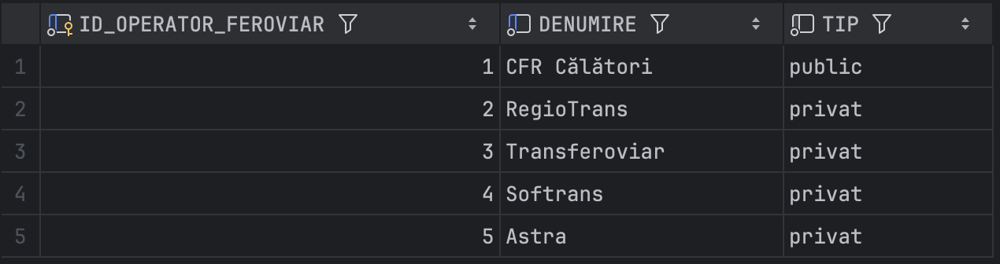 ID_OPERATOR_FEROVIAR DENUMIRE TIP
1 1 CFR Călători public
2 2 RegioTrans privat
3 3 Transferoviar privat
4 4 Softrans privat
5 5 Astra privat